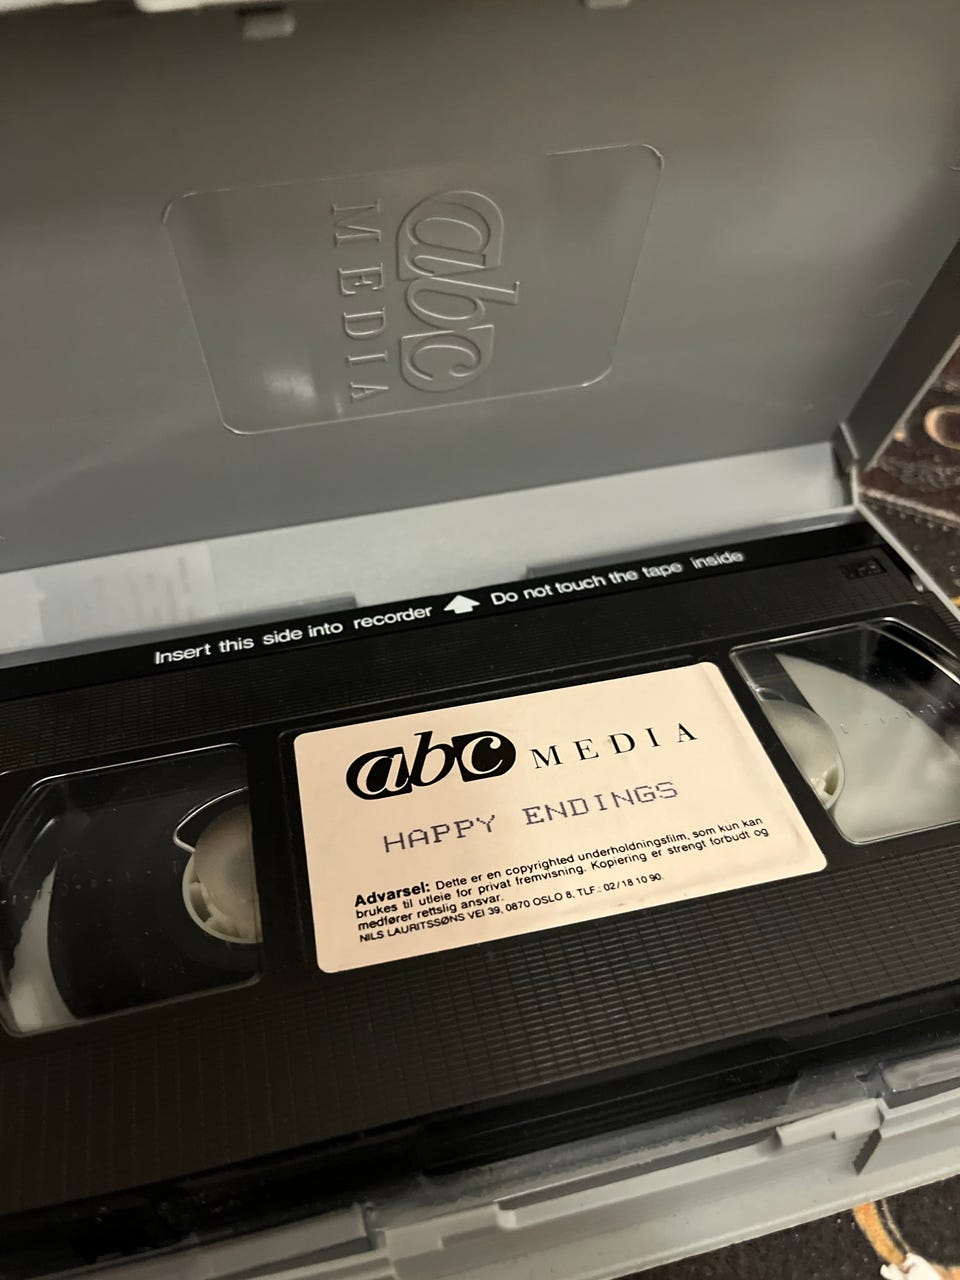 abc
MEDIA
Insert this side into recorder Do not touch the tape inside
abc MEDIA
HAPPY ENDINGS
Advarsel: Dette er en copyrighted underholdningsfilm, som kun kan
brukes til utleie for privat fremvisning. Kopiering er strengt forbudt og
medfører rettslig ansvar.
NILS LAURITSSØNS VEI 39, 0870 OSLO 8, TLF.: 02/18 10 90.